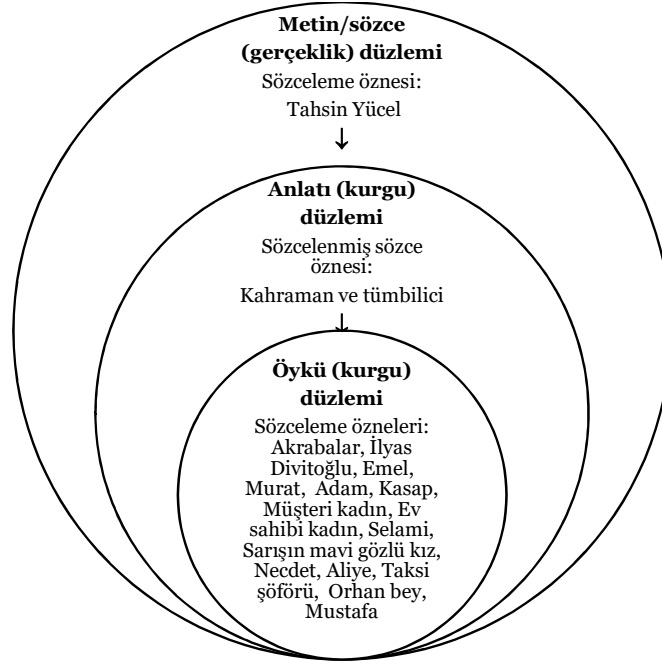 Metin/sözce
(gerçeklik) düzlemi
Sözceleme öznesi:
Tahsin Yücel
↓
Anlatı (kurgu)
düzlemi
Sözcelenmiş sözce
öznesi:
Kahraman ve tümbilici
↓
Öykü (kurgu)
düzlemi
Sözceleme özneleri:
Akrabalar, İlyas
Divitoğlu, Emel,
Murat, Adam, Kasap,
Müşteri kadın, Ev
sahibi kadın, Selami,
Sarışın mavi gözlü kız,
Necdet, Aliye, Taksi
şöförü, Orhan bey,
Mustafa